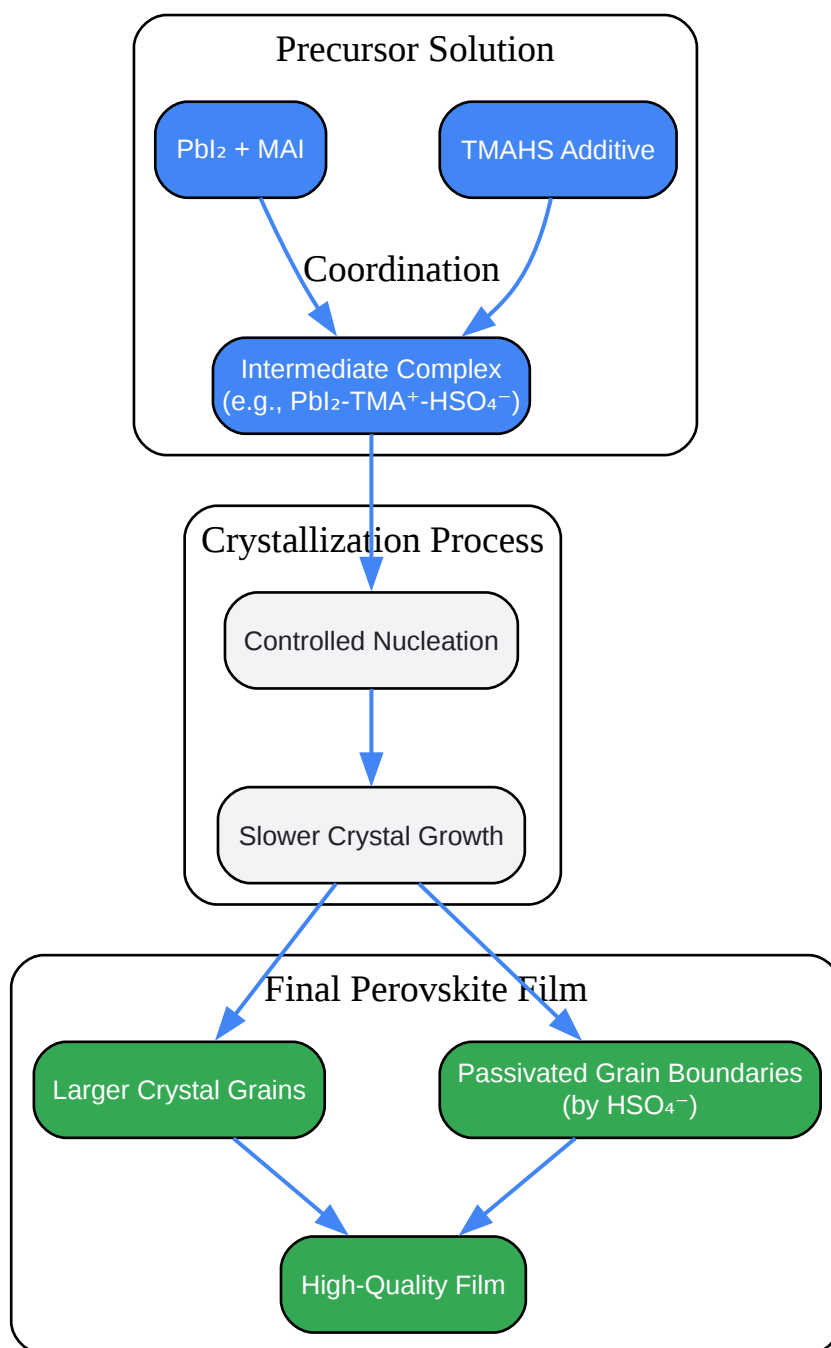 Precursor Solution
PbI₂ + MAI
TMAHS Additive
Coordination
Intermediate Complex
(e.g., PbI₂-TMA⁺-HSO₄⁻)
Crystallization Process
Controlled Nucleation
Slower Crystal Growth
Final Perovskite Film
Larger Crystal Grains
Passivated Grain Boundaries
(by HSO₄⁻)
High-Quality Film